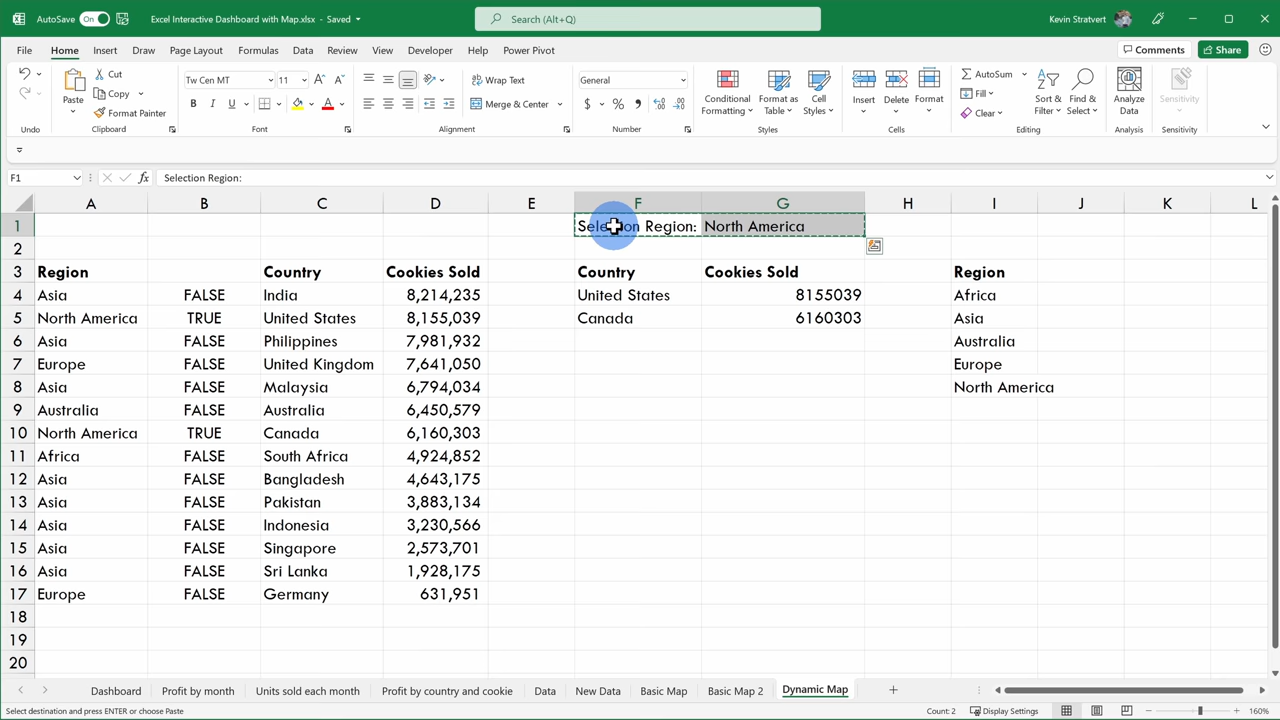 AutoSave On Excel Interactive Dashboard with Map.xlsx - Saved Search (Alt+Q) Kevin Stratvert
File Home Insert Draw Page Layout Formulas Data Review View Developer Help Power Pivot Comments Share
Undo
Paste Cut Copy Format Painter
Clipboard
Tw Cen MT 11 A A
B I U A
Font
Wrap Text
Merge & Center
Alignment
General
$ % ,
Number
Conditional Formatting Format as Table Cell Styles
Styles
Insert Delete Format
Cells
AutoSum Fill Clear Sort & Filter Find & Select
Editing
Analyze Data
Analysis
Sensitivity
Sensitivity
F1 fx Selection Region:
A B C D E F G H I J K L
1 Selection Region: North America
2
3 Region Country Cookies Sold Country Cookies Sold Region
4 Asia FALSE India 8,214,235 United States 8155039 Africa
5 North America TRUE United States 8,155,039 Canada 6160303 Asia
6 Asia FALSE Philippines 7,981,932 Australia
7 Europe FALSE United Kingdom 7,641,050 Europe
8 Asia FALSE Malaysia 6,794,034 North America
9 Australia FALSE Australia 6,450,579
10 North America TRUE Canada 6,160,303
11 Africa FALSE South Africa 4,924,852
12 Asia FALSE Bangladesh 4,643,175
13 Asia FALSE Pakistan 3,883,134
14 Asia FALSE Indonesia 3,230,566
15 Asia FALSE Singapore 2,573,701
16 Asia FALSE Sri Lanka 1,928,175
17 Europe FALSE Germany 631,951
18
19
20
Dashboard Profit by month Units sold each month Profit by country and cookie Data New Data Basic Map Basic Map 2 Dynamic Map
Select destination and press ENTER or choose Paste Count: 2 Display Settings 160%